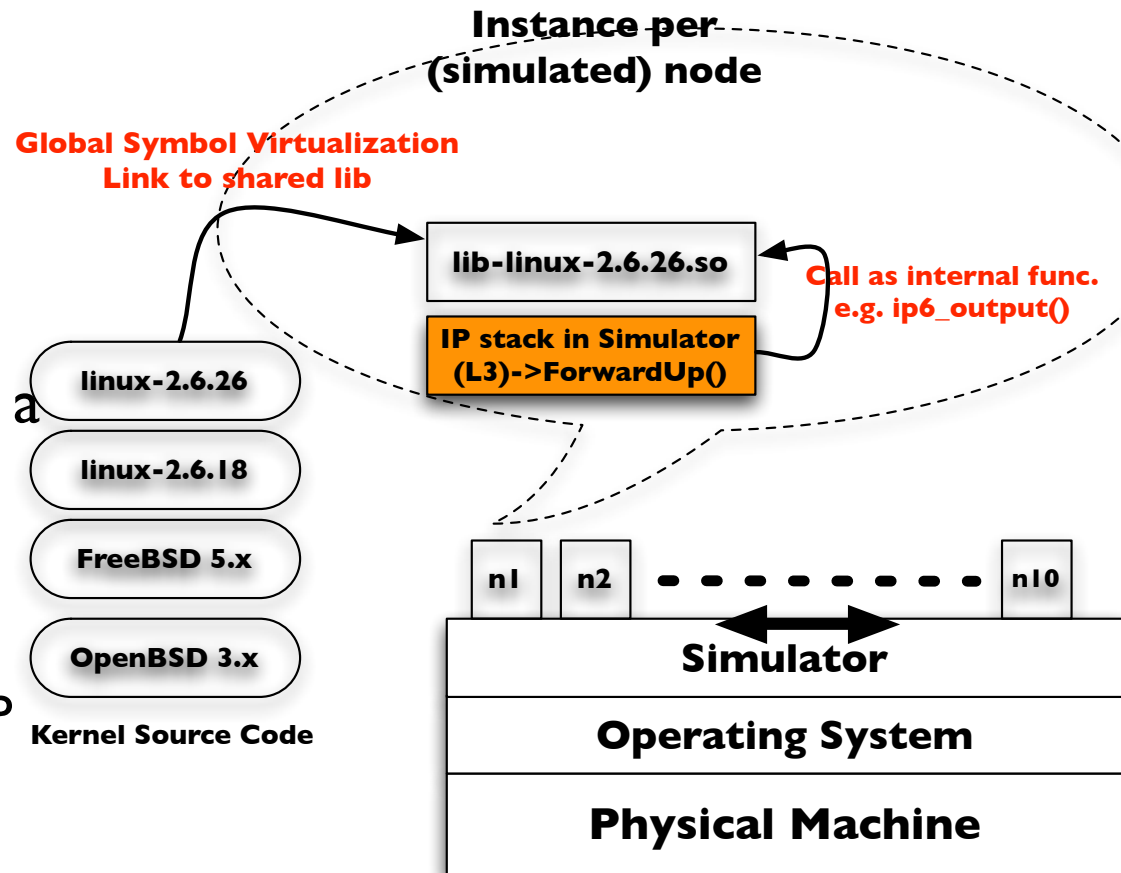 Instance per
(simulated) node
Global Symbol Virtualization
Link to shared lib
lib-linux-2.6.26.so
Call as internal func.
e.g. ip6_output()
IP stack in Simulator
(L3)->ForwardUp()
linux-2.6.26
a
linux-2.6.18
FreeBSD 5.x
OpenBSD 3.x
Kernel Source Code
n1
n2
n10
Simulator
Operating System
Physical Machine